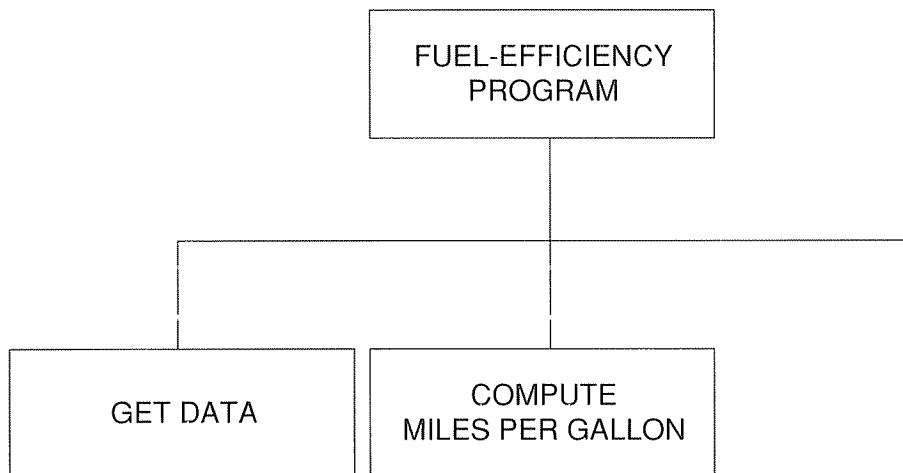 FUEL-EFFICIENCY
PROGRAM
GET DATA
COMPUTE
MILES PER GALLON